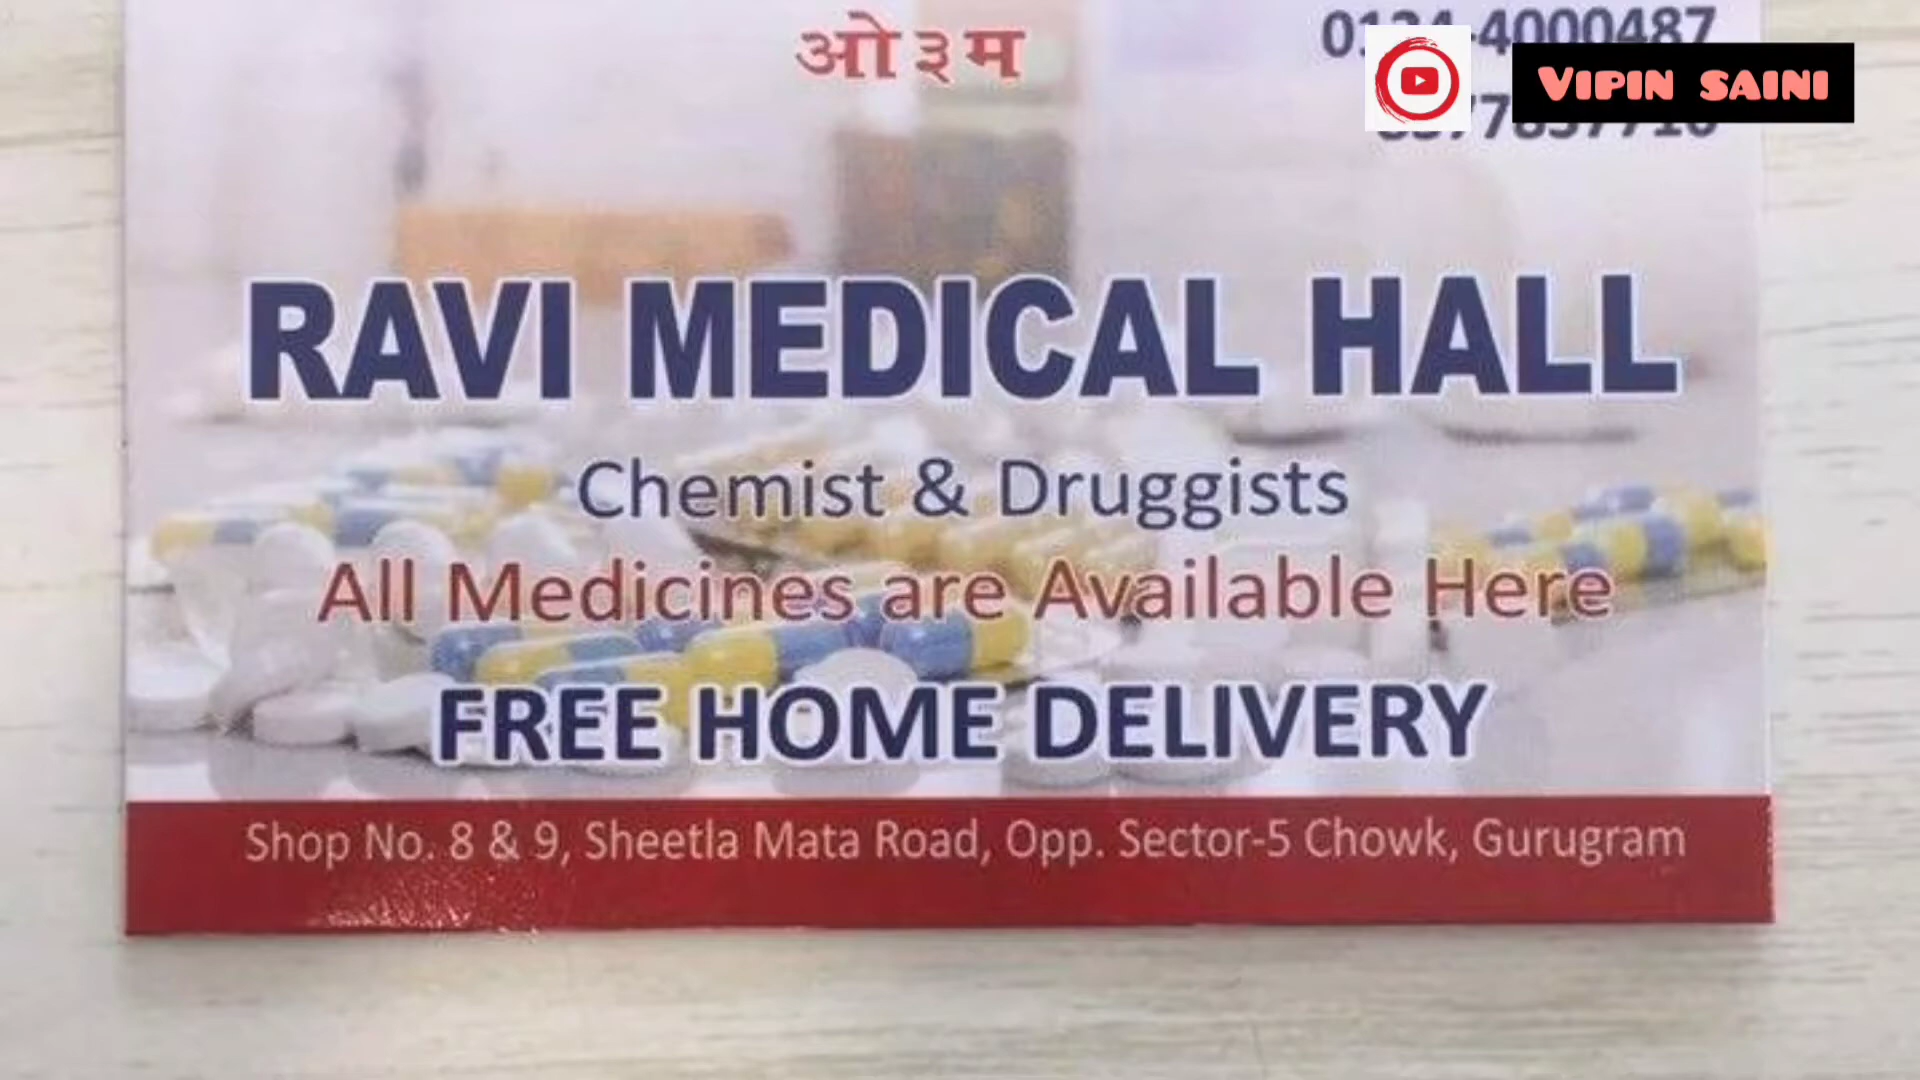 ओ३म
VIPIN SAINI
RAVI MEDICAL HALL
Chemist & Druggists
All Medicines are Available Here
FREE HOME DELIVERY
Shop No. 8 & 9, Sheetla Mata Road, Opp. Sector-5 Chowk, Gurugram